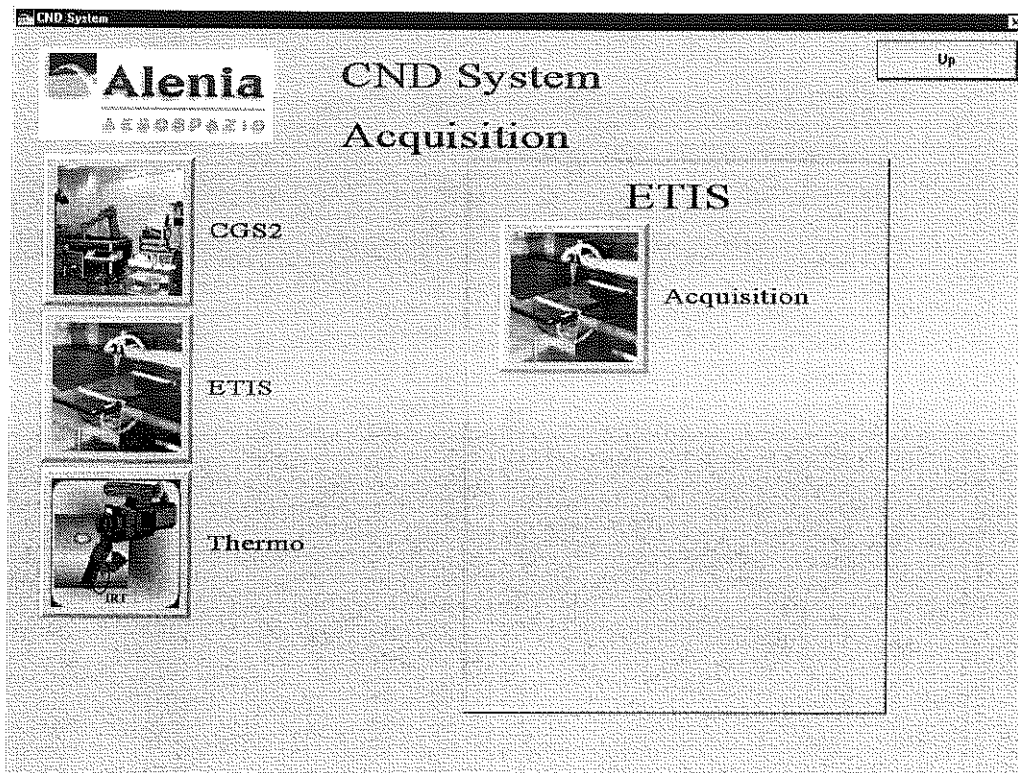 CND System
Up
Alenia
AEROSPAZIO
CND System
Acquisition
CGS2
ETIS
Thermo
IRT
ETIS
Acquisition